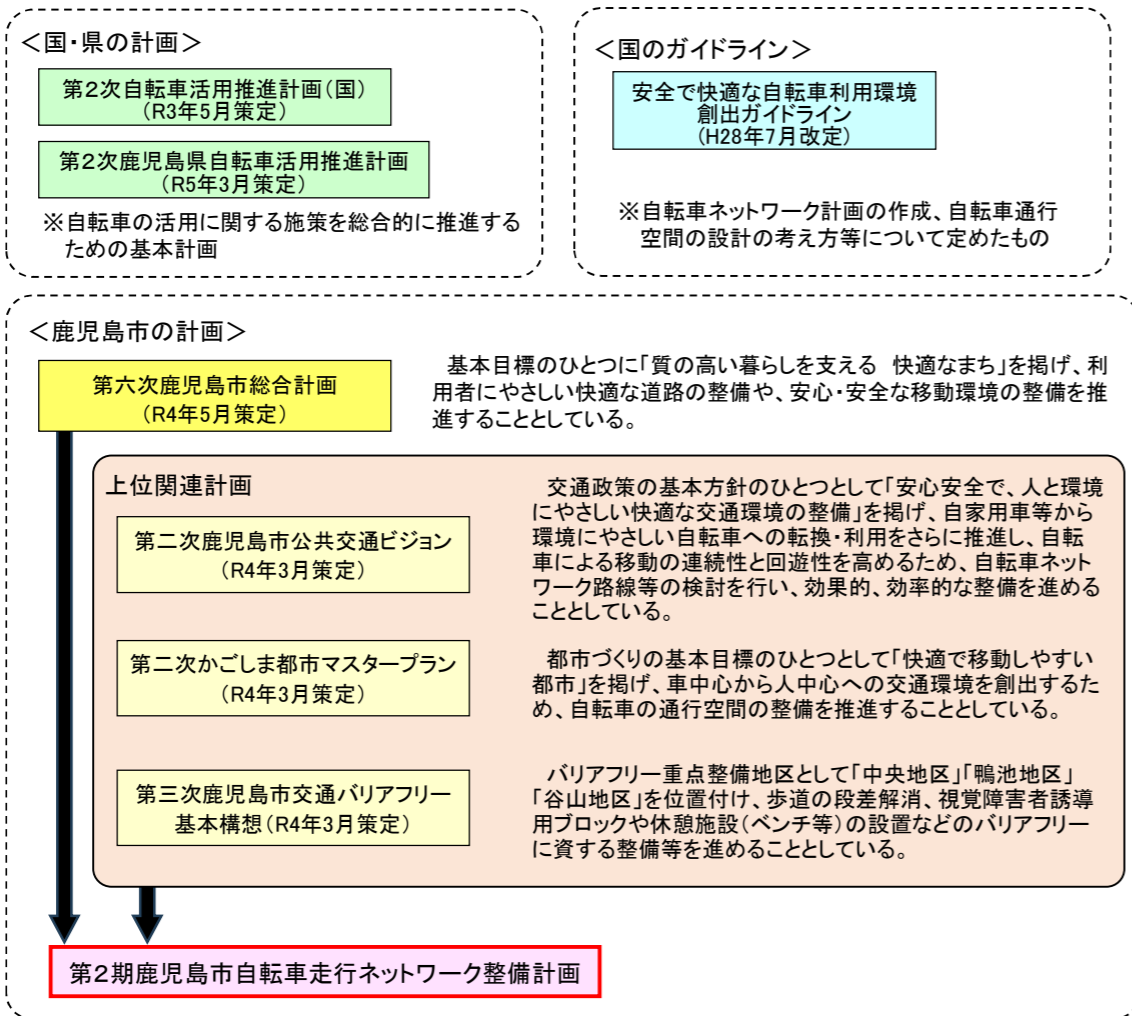 ＜国・県の計画＞
第2次自転車活用推進計画（国）
（R3年5月策定）
第2次鹿児島県自転車活用推進計画
（R5年3月策定）
※自転車の活用に関する施策を総合的に推進する
ための基本計画
＜国のガイドライン＞
安全で快適な自転車利用環境
創出ガイドライン
（H28年7月改定）
※自転車ネットワーク計画の作成、自転車通行
空間の設計の考え方等について定めたもの
＜鹿児島市の計画＞
第六次鹿児島市総合計画
（R4年5月策定）
基本目標のひとつに「質の高い暮らしを支える　快適なまち」を掲げ、利
用者にやさしい快適な道路の整備や、安心・安全な移動環境の整備を推
進することとしている。
上位関連計画
第二次鹿児島市公共交通ビジョン
（R4年3月策定）
交通政策の基本方針のひとつとして「安心安全で、人と環境
にやさしい快適な交通環境の整備」を掲げ、自家用車等から
環境にやさしい自転車への転換・利用をさらに推進し、自転
車による移動の連続性と回遊性を高めるため、自転車ネット
ワーク路線等の検討を行い、効果的、効率的な整備を進める
こととしている。
第二次かごしま都市マスタープラン
（R4年3月策定）
都市づくりの基本目標のひとつとして「快適で移動しやすい
都市」を掲げ、車中心から人中心への交通環境を創出するた
め、自転車の通行空間の整備を推進することとしている。
第三次鹿児島市交通バリアフリー
基本構想（R4年3月策定）
バリアフリー重点整備地区として「中央地区」「鴨池地区」
「谷山地区」を位置付け、歩道の段差解消、視覚障害者誘導
用ブロックや休憩施設（ベンチ等）の設置などのバリアフリー
に資する整備等を進めることとしている。
第2期鹿児島市自転車走行ネットワーク整備計画